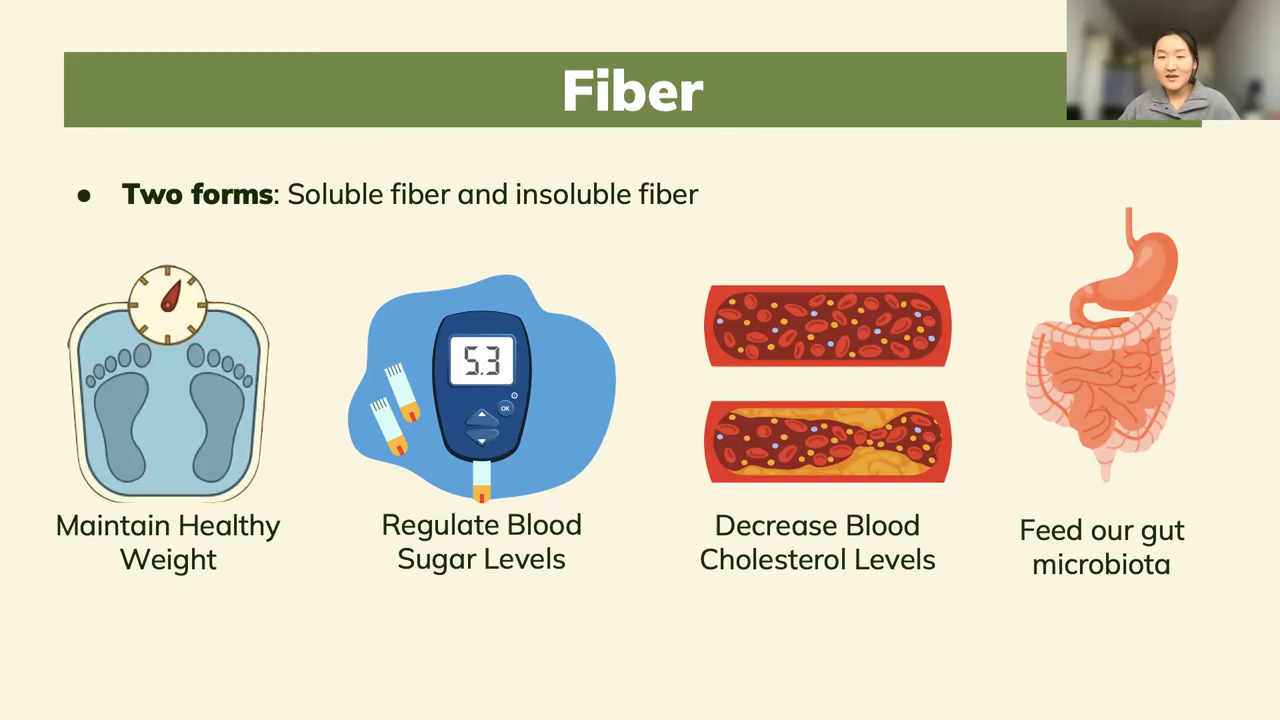 Fiber
● Two forms: Soluble fiber and insoluble fiber
5.3
OK
Maintain Healthy
Weight
Regulate Blood
Sugar Levels
Decrease Blood
Cholesterol Levels
Feed our gut
microbiota